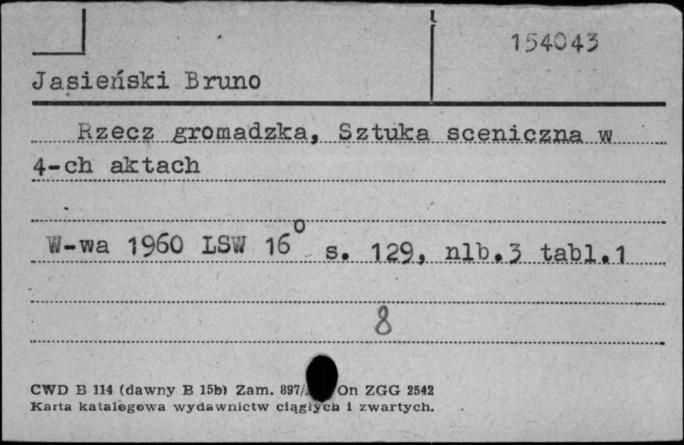 154043
Jasieński Bruno
Rzecz gromadzka, Sztuka sceniczna w
4-ch aktach
W-wa 1960 LSW 16° s. 129, nlb.3 tabl.1
8
CWD B 114 (dawny B 15b) Zam. 897/ On ZGG 2542
Karta katalogowa wydawnictw ciągłych i zwartych.